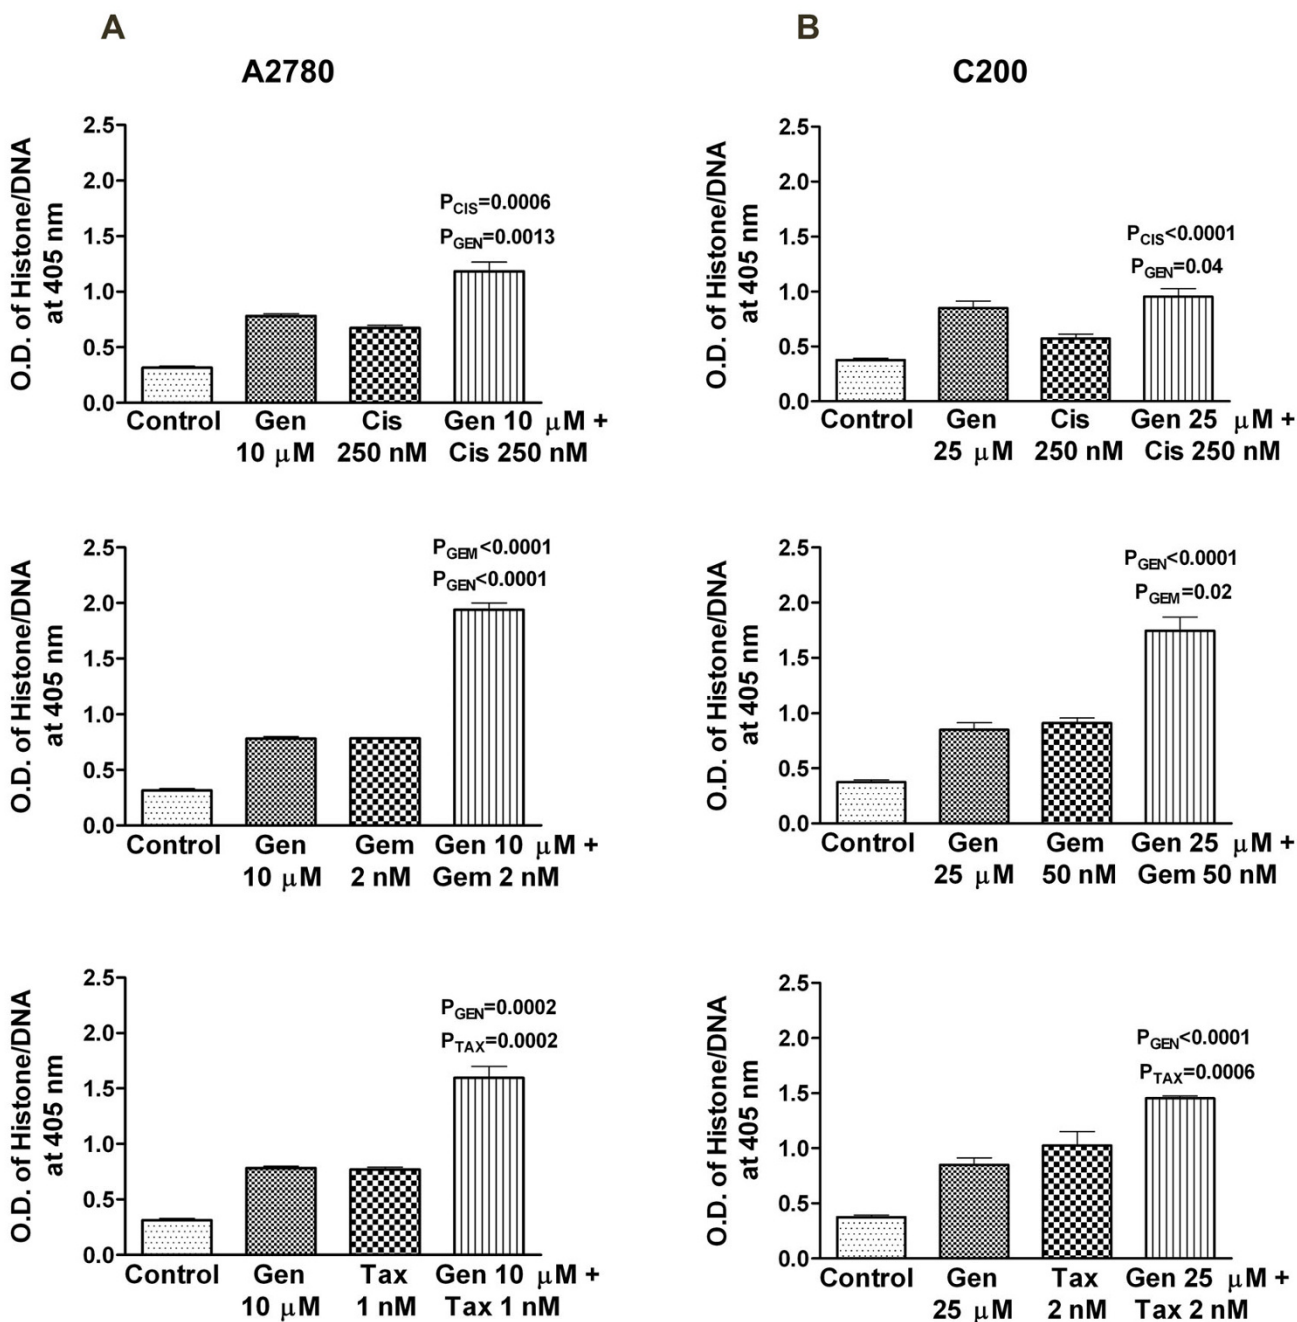 A
A2780
O.D. of Histone/DNA
at 405 nm
2.5
2.0
1.5
1.0
0.5
0.0
P_CIS=0.0006
P_GEN=0.0013
Control Gen Cis Gen 10 μM +
10 μM 250 nM Cis 250 nM
O.D. of Histone/DNA
at 405 nm
2.5
2.0
1.5
1.0
0.5
0.0
P_GEM<0.0001
P_GEN<0.0001
Control Gen Gem Gen 10 μM +
10 μM 2 nM Gem 2 nM
O.D. of Histone/DNA
at 405 nm
2.5
2.0
1.5
1.0
0.5
0.0
P_GEN=0.0002
P_TAX=0.0002
Control Gen Tax Gen 10 μM +
10 μM 1 nM Tax 1 nM
B
C200
O.D. of Histone/DNA
at 405 nm
2.5
2.0
1.5
1.0
0.5
0.0
P_CIS<0.0001
P_GEN=0.04
Control Gen Cis Gen 25 μM +
25 μM 250 nM Cis 250 nM
O.D. of Histone/DNA
at 405 nm
2.5
2.0
1.5
1.0
0.5
0.0
P_GEN<0.0001
P_GEM=0.02
Control Gen Gem Gen 25 μM +
25 μM 50 nM Gem 50 nM
O.D. of Histone/DNA
at 405 nm
2.5
2.0
1.5
1.0
0.5
0.0
P_GEN<0.0001
P_TAX=0.0006
Control Gen Tax Gen 25 μM +
25 μM 2 nM Tax 2 nM